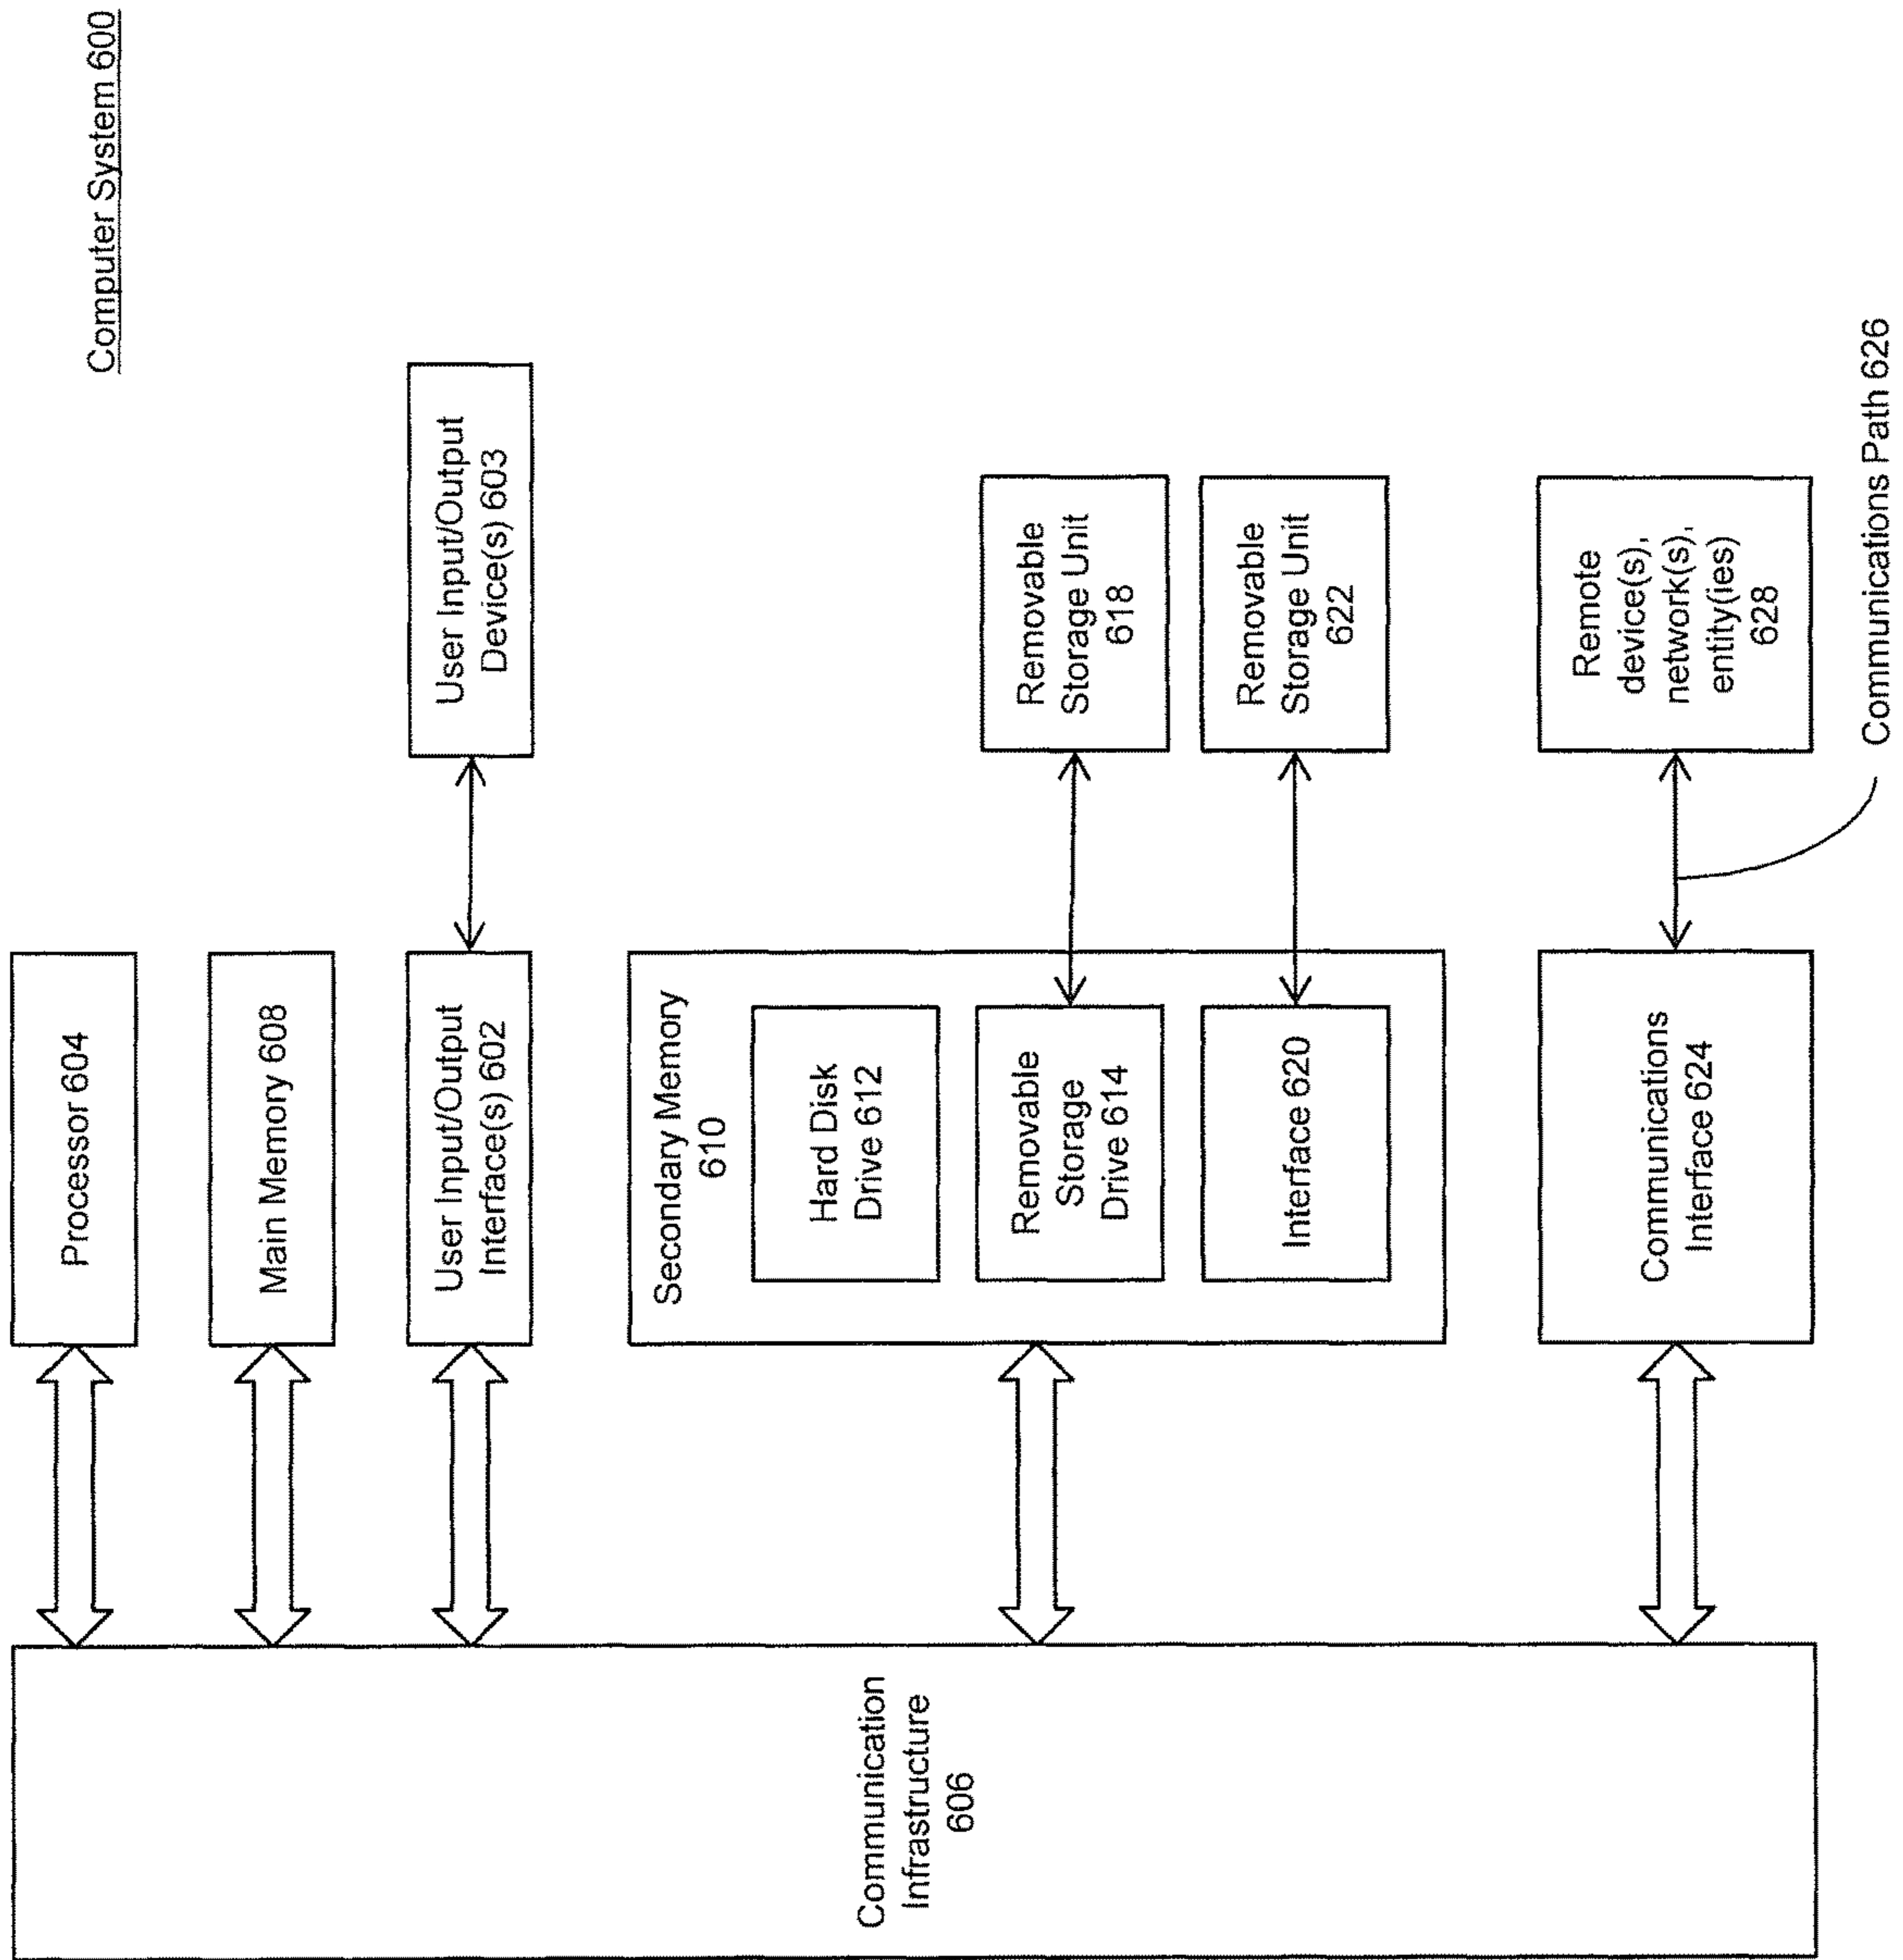 Computer System 600
Processor 604
Main Memory 608
User Input/Output
Interface(s) 602
User Input/Output
Device(s) 603
Secondary Memory
610
Hard Disk
Drive 612
Removable
Storage
Drive 614
Removable
Storage Unit
618
Interface 620
Removable
Storage Unit
622
Communications
Interface 624
Remote
device(s),
network(s),
entity(ies)
628
Communications Path 626
Communication
Infrastructure
606